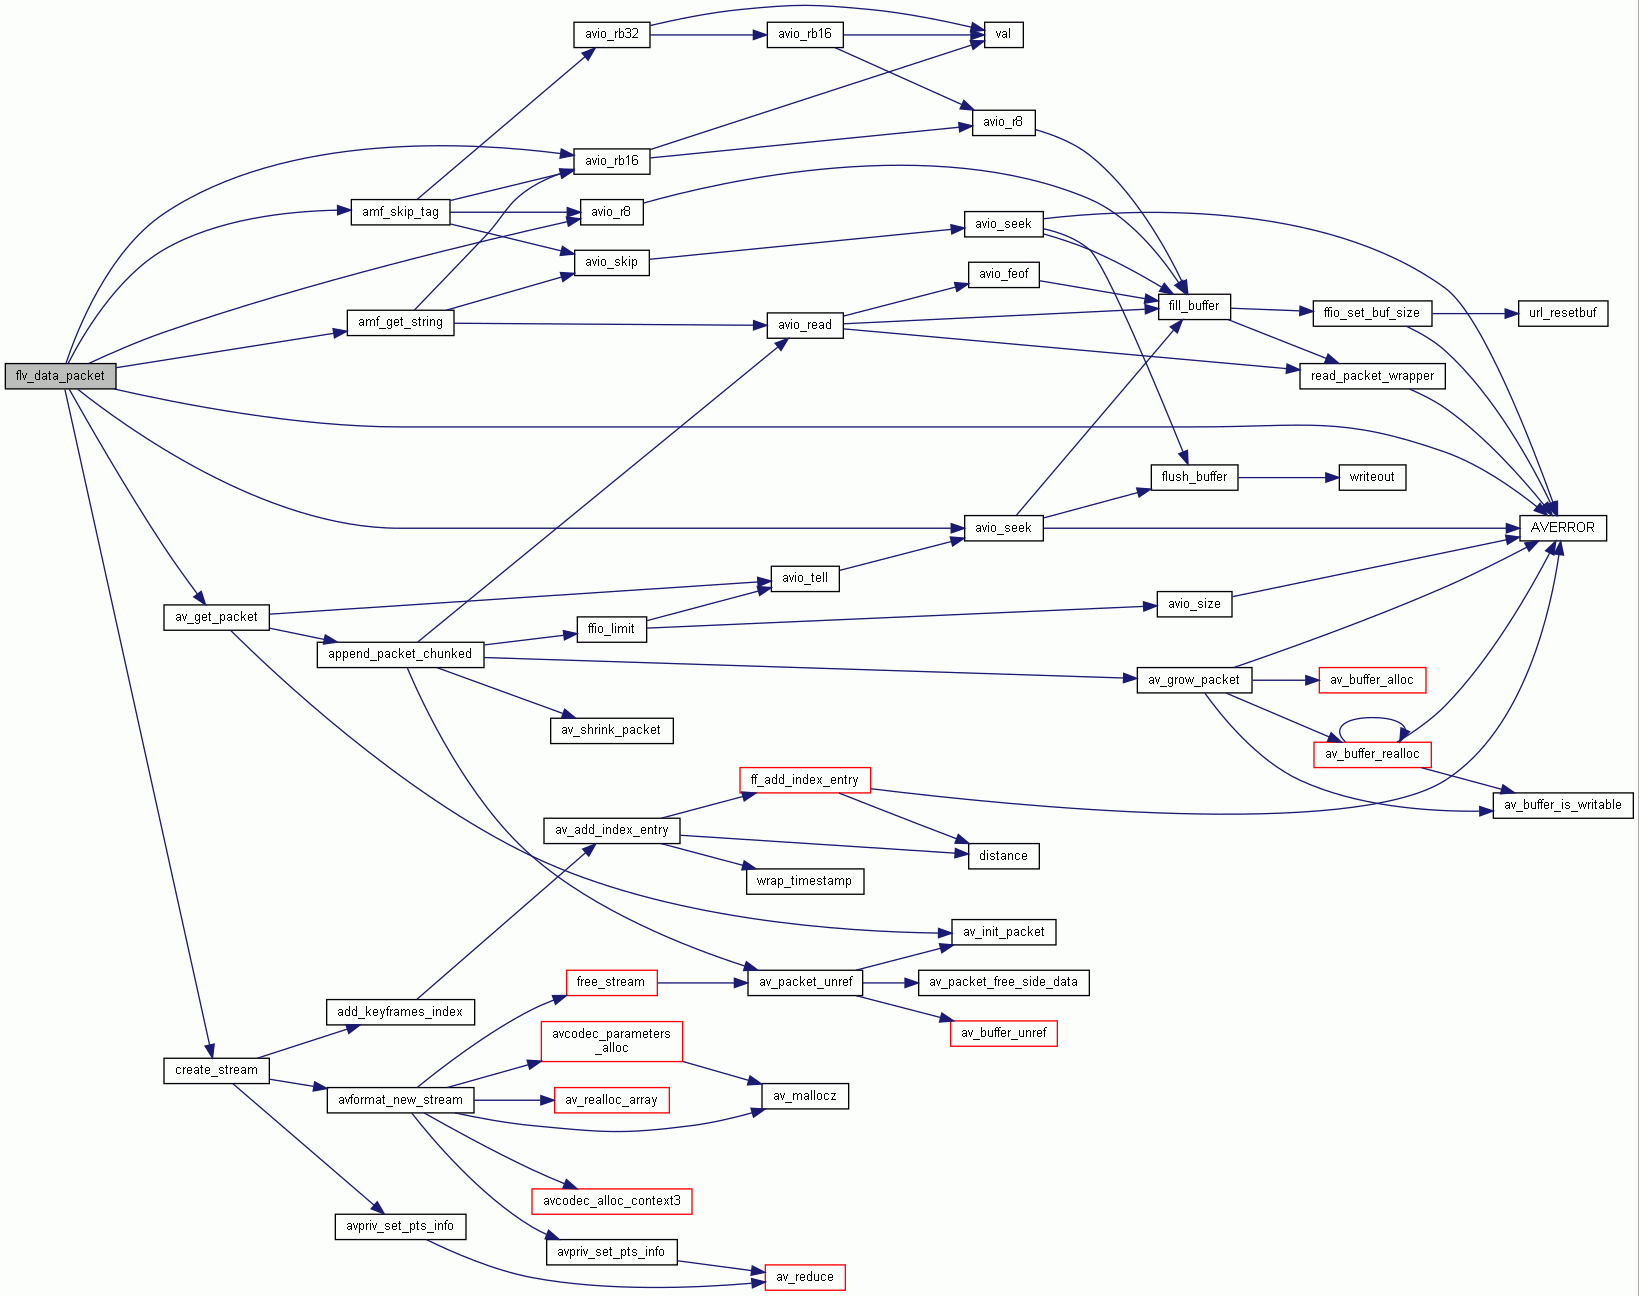 avio_rb32
avio_rb16
val
avio_r8
avio_rb16
amf_skip_tag
avio_r8
avio_seek
avio_skip
avio_feof
fill_buffer
ffio_set_buf_size
url_resetbuf
amf_get_string
avio_read
flv_data_packet
read_packet_wrapper
flush_buffer
writeout
avio_seek
AVERROR
avio_tell
avio_size
av_get_packet
ffio_limit
append_packet_chunked
av_grow_packet
av_buffer_alloc
av_shrink_packet
av_buffer_realloc
ff_add_index_entry
av_buffer_is_writable
av_add_index_entry
distance
wrap_timestamp
av_init_packet
free_stream
av_packet_unref
av_packet_free_side_data
add_keyframes_index
av_buffer_unref
avcodec_parameters
_alloc
create_stream
avformat_new_stream
av_realloc_array
av_mallocz
avcodec_alloc_context3
avpriv_set_pts_info
avpriv_set_pts_info
av_reduce